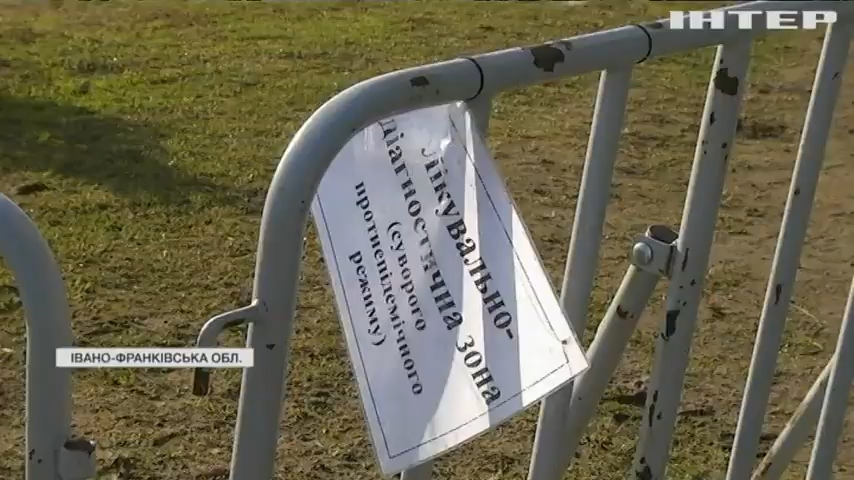 ІНТЕР
Лікувально-
діагностична зона
(суворого
протиепідемічного
режиму)
ІВАНО-ФРАНКІВСЬКА ОБЛ.